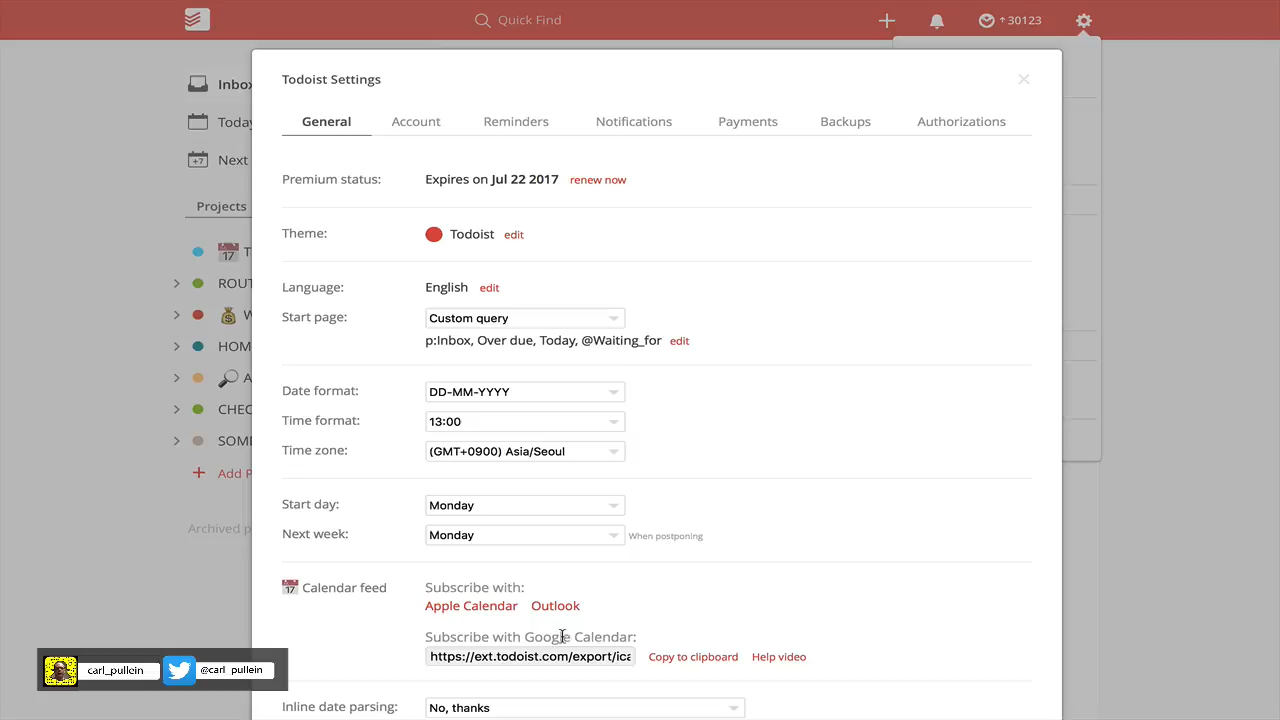 Quick Find
30123
Inbox
Today
Next
Projects
17 T
ROUT
W
HOM
A
CHEC
SOM
+ Add P
Archived p
Todoist Settings
General Account Reminders Notifications Payments Backups Authorizations
Premium status: Expires on Jul 22 2017 renew now
Theme: Todoist edit
Language: English edit
Start page: Custom query
p:Inbox, Over due, Today, @Waiting_for edit
Date format: DD-MM-YYYY
Time format: 13:00
Time zone: (GMT+0900) Asia/Seoul
Start day: Monday
Next week: Monday When postponing
17 Calendar feed Subscribe with:
Apple Calendar Outlook
Subscribe with Google Calendar:
https://ext.todoist.com/export/ica Copy to clipboard Help video
Inline date parsing: No, thanks
carl_pullein @carl_pullein